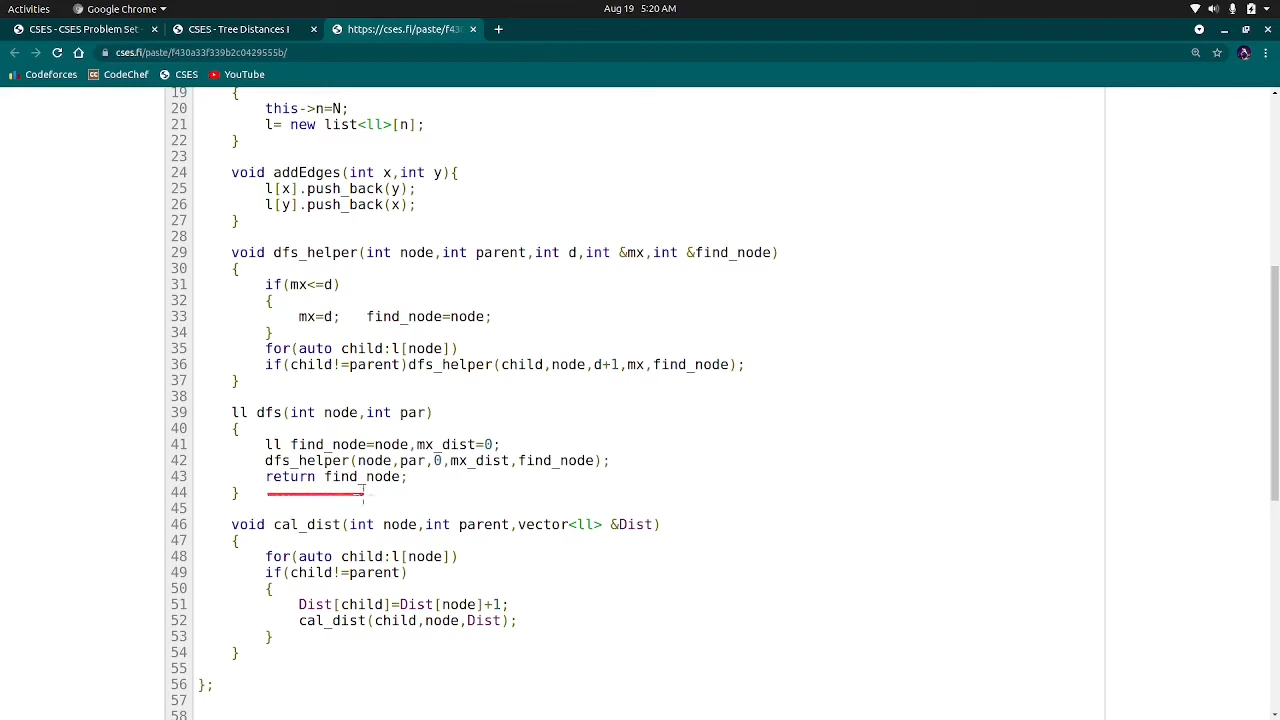 Activities
Google Chrome
Aug 19 5:20 AM
CSES - CSES Problem Set -
CSES - Tree Distances I
https://cses.fi/paste/f430
cses.fi/paste/f430a33f339b2c0429555b/
Codeforces
CC CodeChef
CSES
YouTube
19 {
20 this->n=N;
21 l= new list<ll>[n];
22 }
23
24 void addEdges(int x,int y){
25 l[x].push_back(y);
26 l[y].push_back(x);
27 }
28
29 void dfs_helper(int node,int parent,int d,int &mx,int &find_node)
30 {
31 if(mx<=d)
32 {
33 mx=d; find_node=node;
34 }
35 for(auto child:l[node])
36 if(child!=parent)dfs_helper(child,node,d+1,mx,find_node);
37 }
38
39 ll dfs(int node,int par)
40 {
41 ll find_node=node,mx_dist=0;
42 dfs_helper(node,par,0,mx_dist,find_node);
43 return find_node;
44 }
45
46 void cal_dist(int node,int parent,vector<ll> &Dist)
47 {
48 for(auto child:l[node])
49 if(child!=parent)
50 {
51 Dist[child]=Dist[node]+1;
52 cal_dist(child,node,Dist);
53 }
54 }
55
56 };
57
58